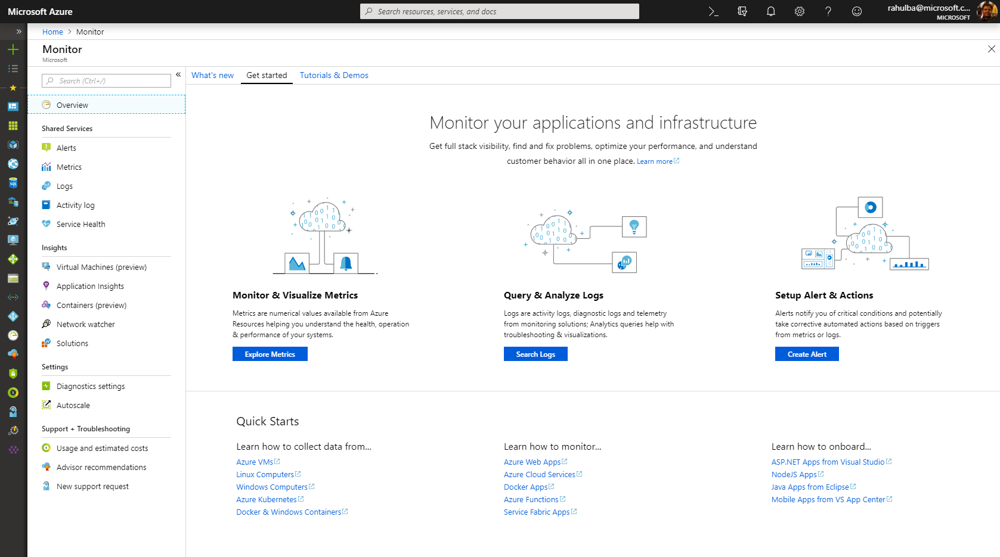 Microsoft Azure
Search resources, services, and docs
rahulba@microsoft.c...
MICROSOFT
Home > Monitor
Monitor
Microsoft
Search (Ctrl+/)
Overview
Shared Services
Alerts
Metrics
Logs
Activity log
Service Health
Insights
Virtual Machines (preview)
Application Insights
Containers (preview)
Network watcher
Solutions
Settings
Diagnostics settings
Autoscale
Support + Troubleshooting
Usage and estimated costs
Advisor recommendations
New support request
What's new
Get started
Tutorials & Demos
Monitor your applications and infrastructure
Get full stack visibility, find and fix problems, optimize your performance, and understand
customer behavior all in one place. Learn more
Monitor & Visualize Metrics
Metrics are numerical values available from Azure
Resources helping you understand the health, operation
& performance of your systems.
Explore Metrics
Query & Analyze Logs
Logs are activity logs, diagnostic logs and telemetry
from monitoring solutions; Analytics queries help with
troubleshooting & visualizations.
Search Logs
Setup Alert & Actions
Alerts notify you of critical conditions and potentially
take corrective automated actions based on triggers
from metrics or logs.
Create Alert
Quick Starts
Learn how to collect data from...
Azure VMs
Linux Computers
Windows Computers
Azure Kubernetes
Docker & Windows Containers
Learn how to monitor...
Azure Web Apps
Azure Cloud Services
Docker Apps
Azure Functions
Service Fabric Apps
Learn how to onboard...
ASP.NET Apps from Visual Studio
NodeJS Apps
Java Apps from Eclipse
Mobile Apps from VS App Center